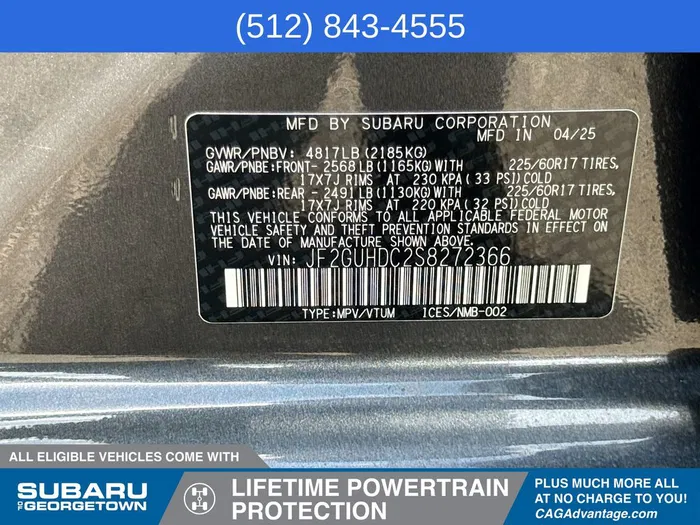 (512) 843-4555
MFD BY SUBARU CORPORATION
MFD IN 04/25
GVWR/PNBV: 4817LB (2185KG)
GAWR/PNBE:FRONT- 2568 LB (1165KG) WITH 225/60R17 TIRES,
17X7J RIMS AT 230 KPA (33 PSI) COLD
GAWR/PNBE:REAR - 2491 LB (1130KG) WITH 225/60R17 TIRES,
17X7J RIMS AT 220 KPA (32 PSI) COLD
THIS VEHICLE CONFORMS TO ALL APPLICABLE FEDERAL MOTOR
VEHICLE SAFETY AND THEFT PREVENTION STANDARDS IN EFFECT
ON THE DATE OF MANUFACTURE SHOWN ABOVE.
VIN: JF2GUHDC2S8272366
TYPE:MPV/VTUM ICES/NMB-002
ALL ELIGIBLE VEHICLES COME WITH
SUBARU
OF GEORGETOWN
LIFETIME POWERTRAIN
PROTECTION
PLUS MUCH MORE ALL
AT NO CHARGE TO YOU!
CAGAdvantage.com